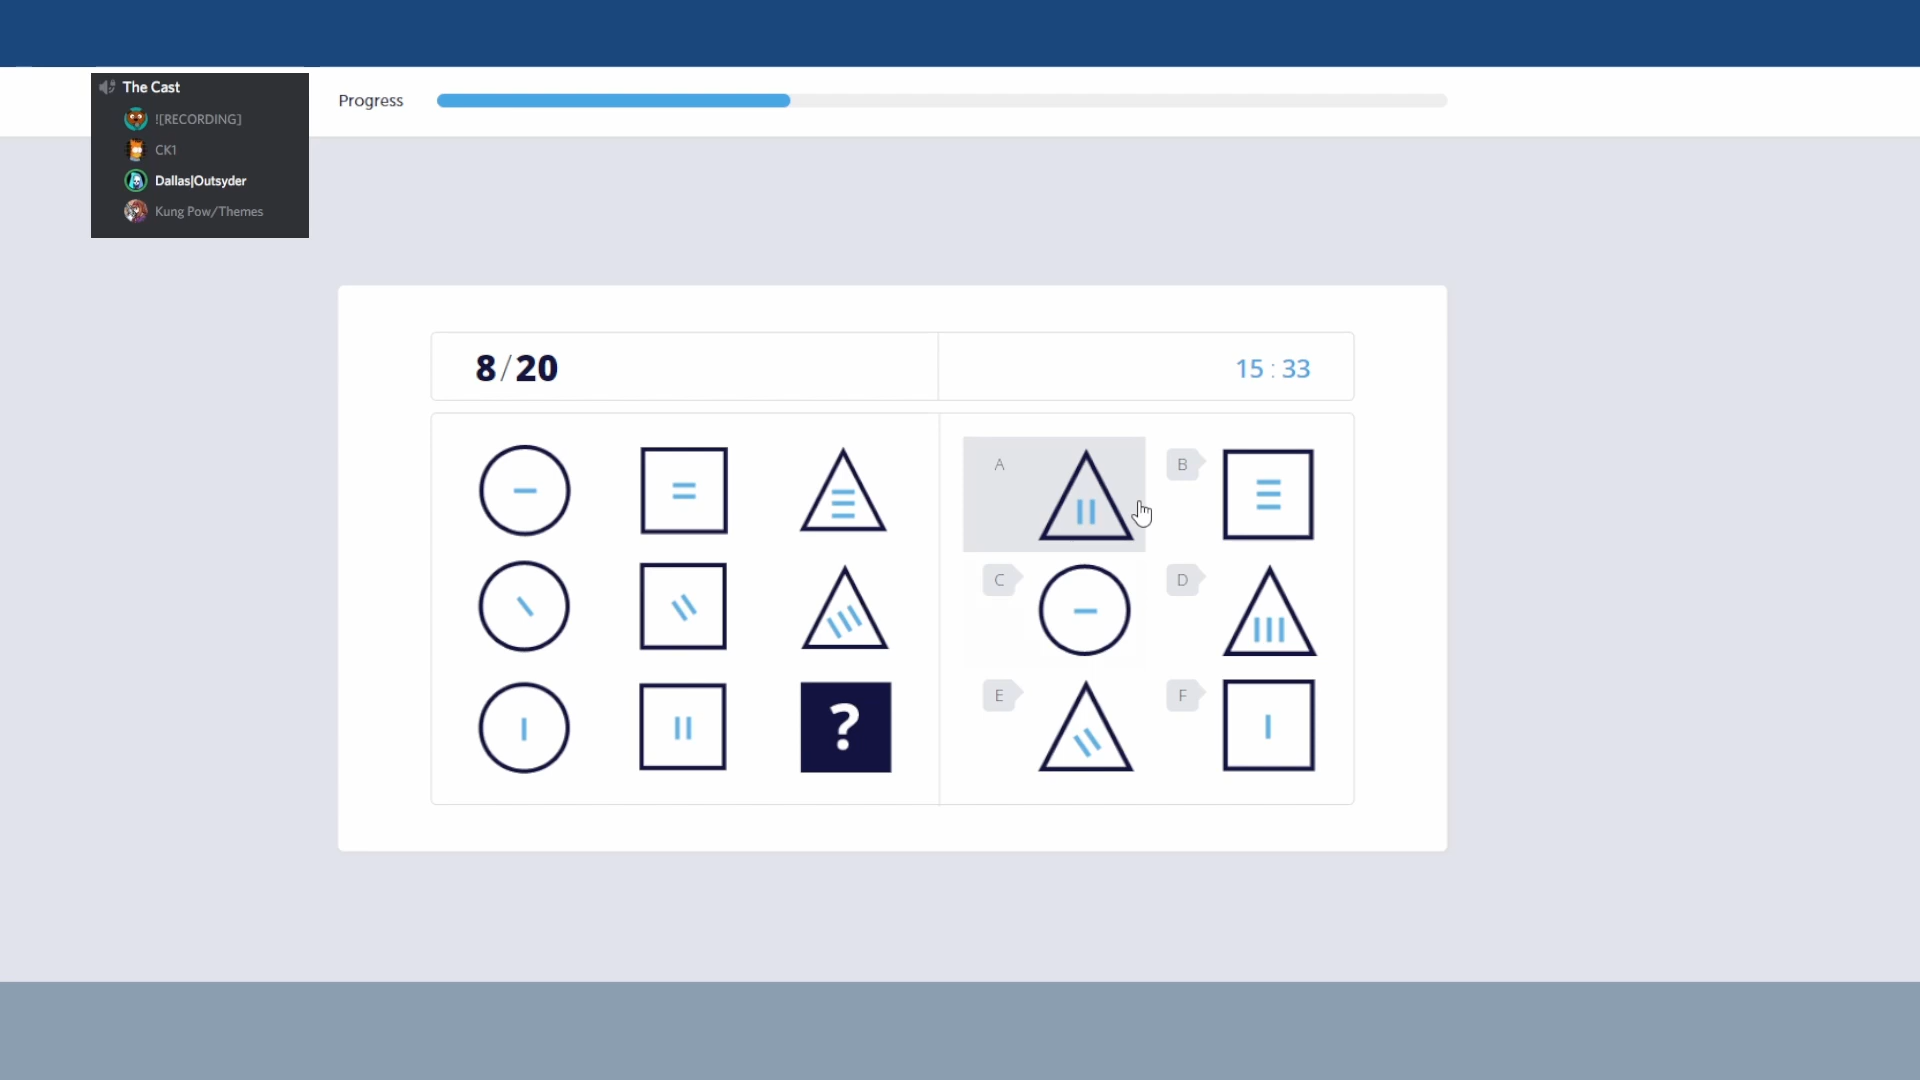 The Cast
![RECORDING]
CK1
Dallas|Outsyder
Kung Pow/Themes
Progress
8/20
15 : 33
A
B
C
D
E
F
?